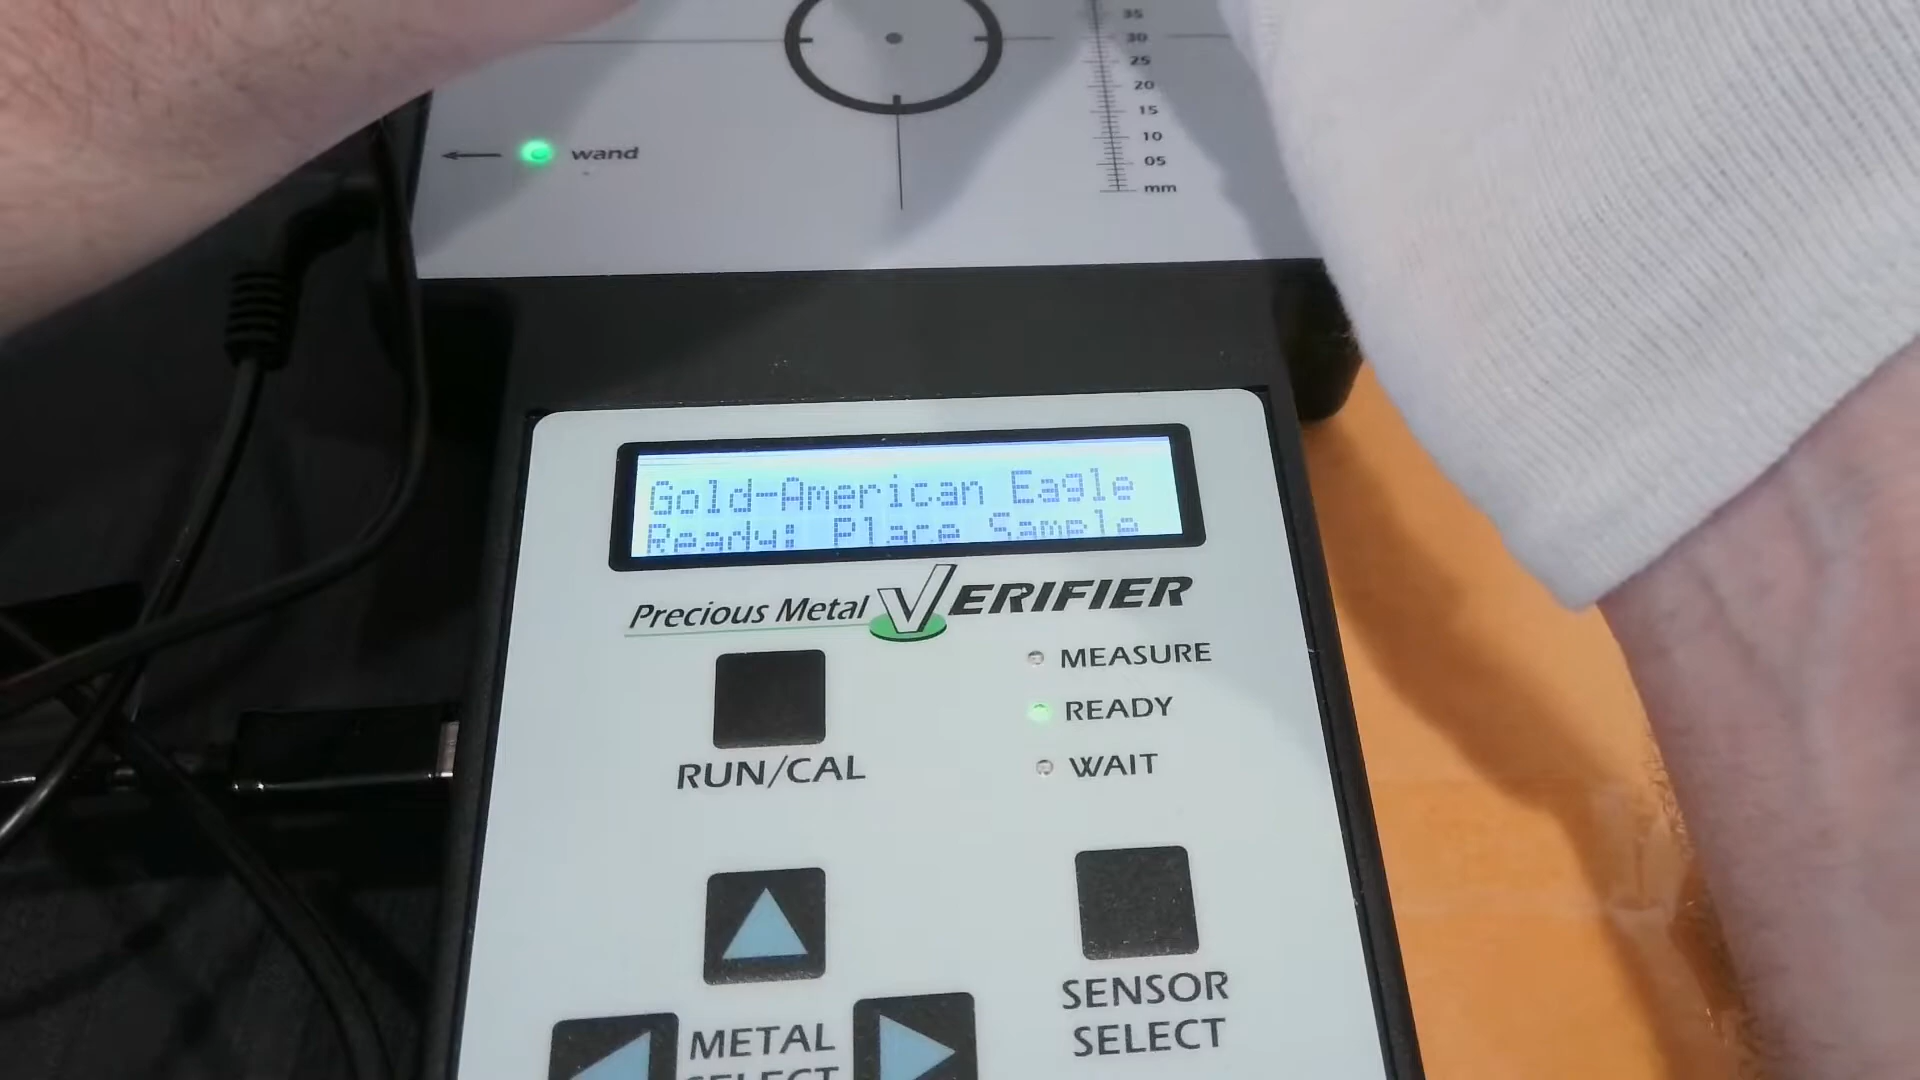 35
30
25
20
15
10
05
mm
wand
Gold-American Eagle
Ready: Place Sample
Precious Metal VERIFIER
MEASURE
READY
WAIT
RUN/CAL
SENSOR
SELECT
METAL
SELECT